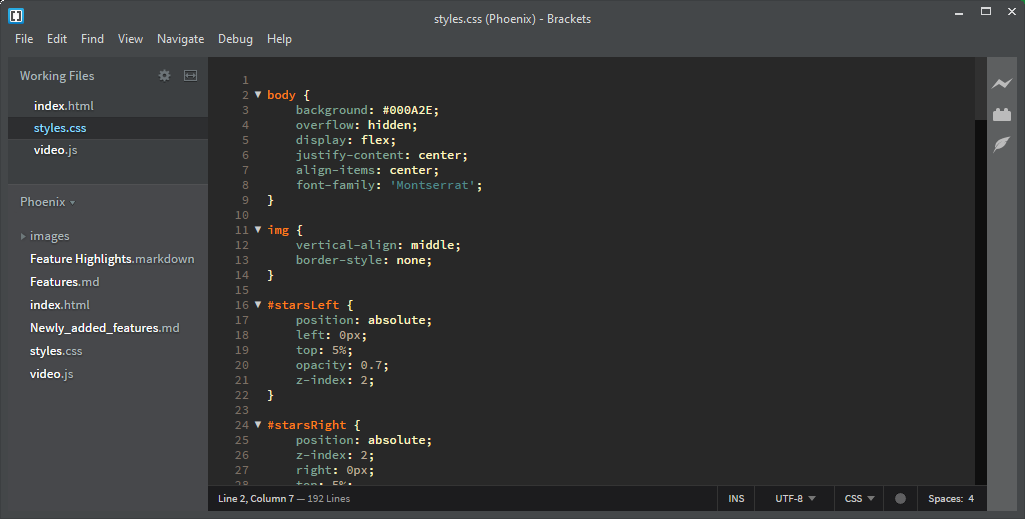 styles.css (Phoenix) - Brackets
File Edit Find View Navigate Debug Help
Working Files
index.html
styles.css
video.js
Phoenix
images
Feature Highlights.markdown
Features.md
index.html
Newly_added_features.md
styles.css
video.js
1
2 body {
3 background: #000A2E;
4 overflow: hidden;
5 display: flex;
6 justify-content: center;
7 align-items: center;
8 font-family: 'Montserrat';
9 }
10
11 img {
12 vertical-align: middle;
13 border-style: none;
14 }
15
16 #starsLeft {
17 position: absolute;
18 left: 0px;
19 top: 5%;
20 opacity: 0.7;
21 z-index: 2;
22 }
23
24 #starsRight {
25 position: absolute;
26 z-index: 2;
27 right: 0px;
28 top: 5%;
Line 2, Column 7 — 192 Lines
INS UTF-8 CSS Spaces: 4